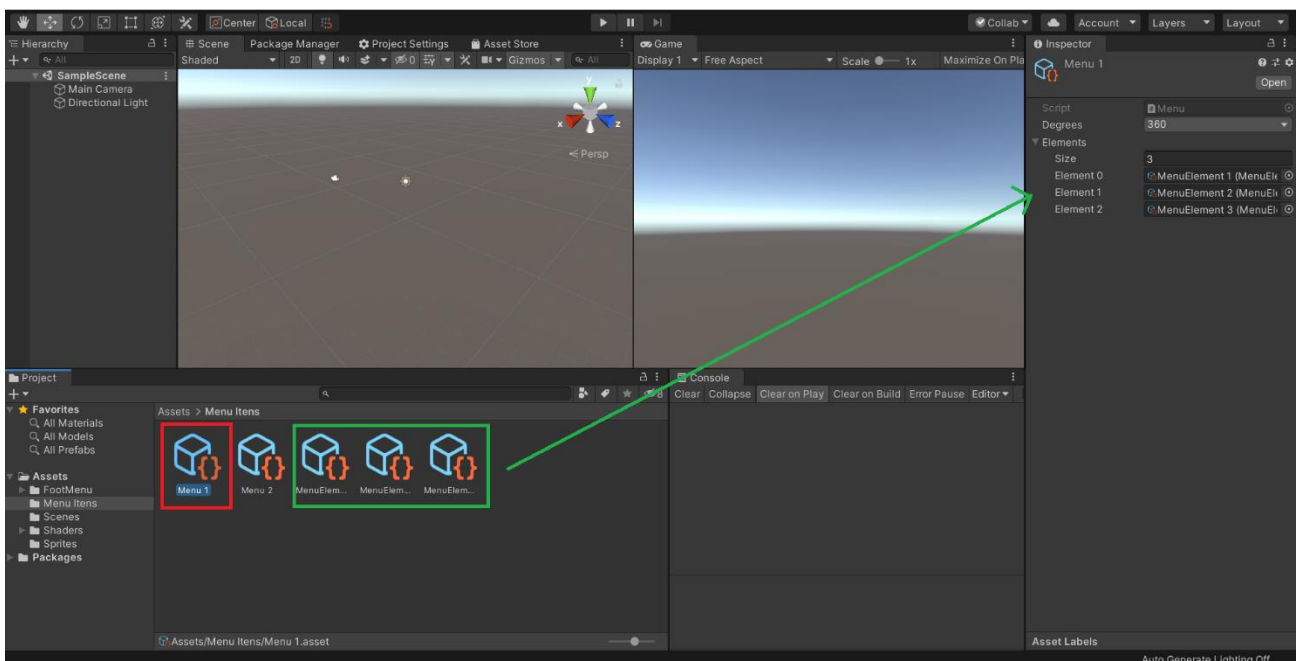 Center Local Collab Account Layers Layout
Hierarchy
All
SampleScene
Main Camera
Directional Light
Scene Package Manager Project Settings Asset Store
Shaded 2D 0 Gizmos All
Y
x z
Persp
Game
Display 1 Free Aspect Scale 1x Maximize On Pla
Inspector
Menu 1
Open
Script Menu
Degrees 360
Elements
Size 3
Element 0 MenuElement 1 (MenuEle
Element 1 MenuElement 2 (MenuEle
Element 2 MenuElement 3 (MenuEl
Project
8
Favorites
All Materials
All Models
All Prefabs
Assets
FootMenu
Menu Itens
Scenes
Shaders
Sprites
Packages
Assets > Menu Itens
Menu 1 Menu 2 MenuElem... MenuElem... MenuElem...
Assets/Menu Itens/Menu 1.asset
Console
Clear Collapse Clear on Play Clear on Build Error Pause Editor
Asset Labels
Auto Generate Lighting Off